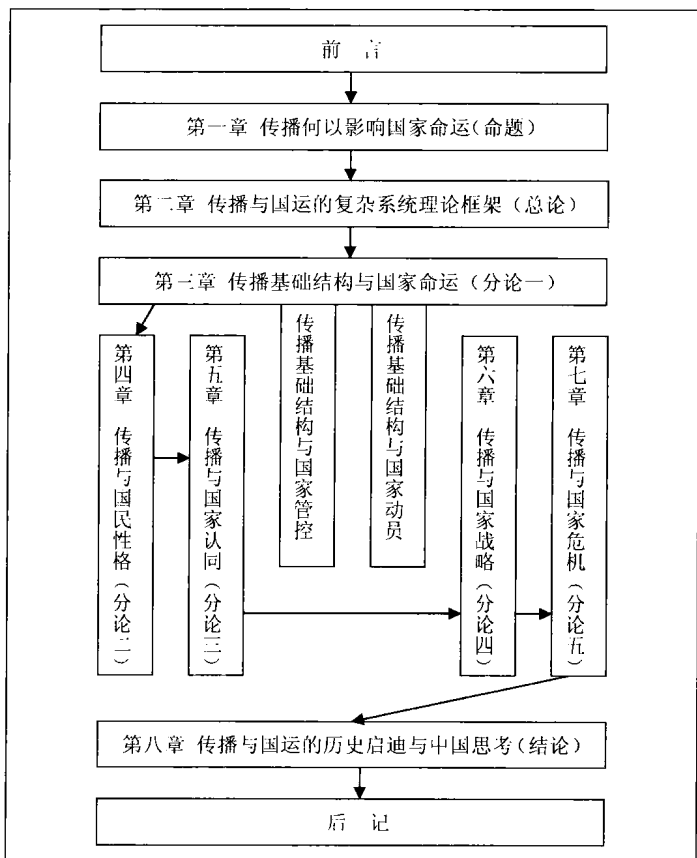 前 言
第一章 传播何以影响国家命运(命题)
第二章 传播与国运的复杂系统理论框架(总论)
第三章 传播基础结构与国家命运(分论一)
第四章 传播与国民性格(分论二)
第五章 传播与国家认同(分论三)
传播基础结构与国家管控
传播基础结构与国家动员
第六章 传播与国家战略(分论四)
第七章 传播与国家危机(分论五)
第八章 传播与国运的历史启迪与中国思考(结论)
后 记